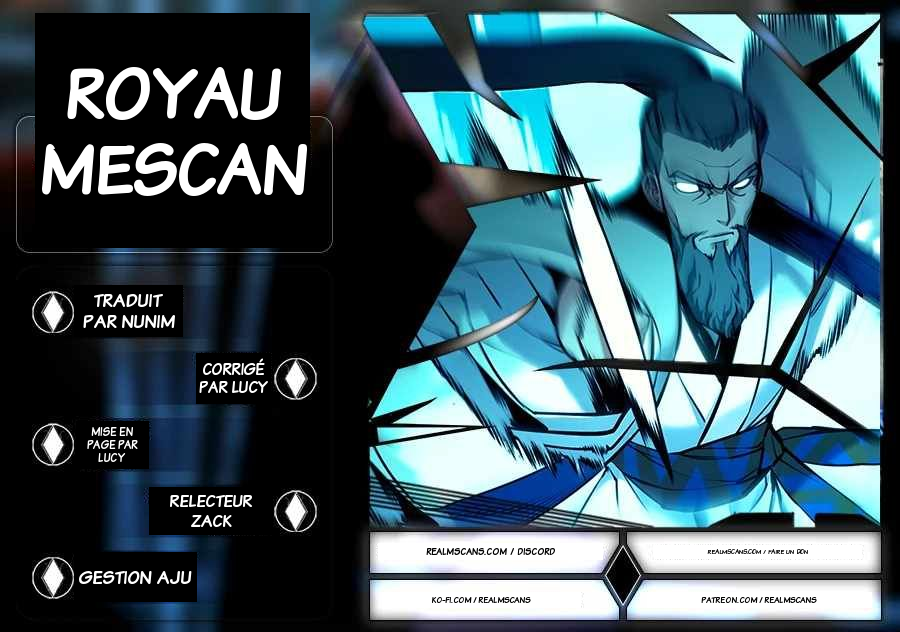 ROYAU
MESCAN
TRADUIT
PAR NUNIM
CORRIGÉ
PAR LUCY
MISE EN
PAGE PAR
LUCY
RELECTEUR
ZACK
GESTION AJU
REALMSCANS.COM / DISCORD
REALMSCANS.COM / FAIRE UN DON
KO-FI.COM / REALMSCANS
PATREON.COM / REALMSCANS